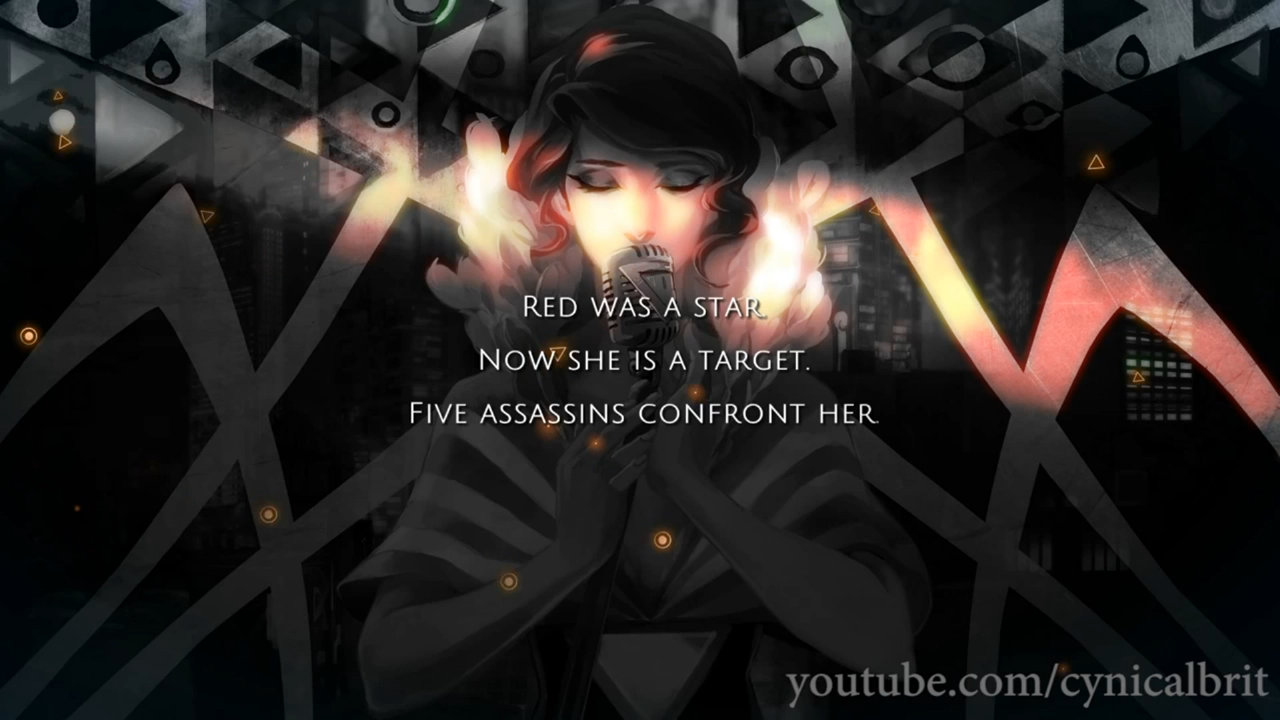 Red was a star.
Now she is a target.
Five assassins confront her.
youtube.com/cynicalbrit